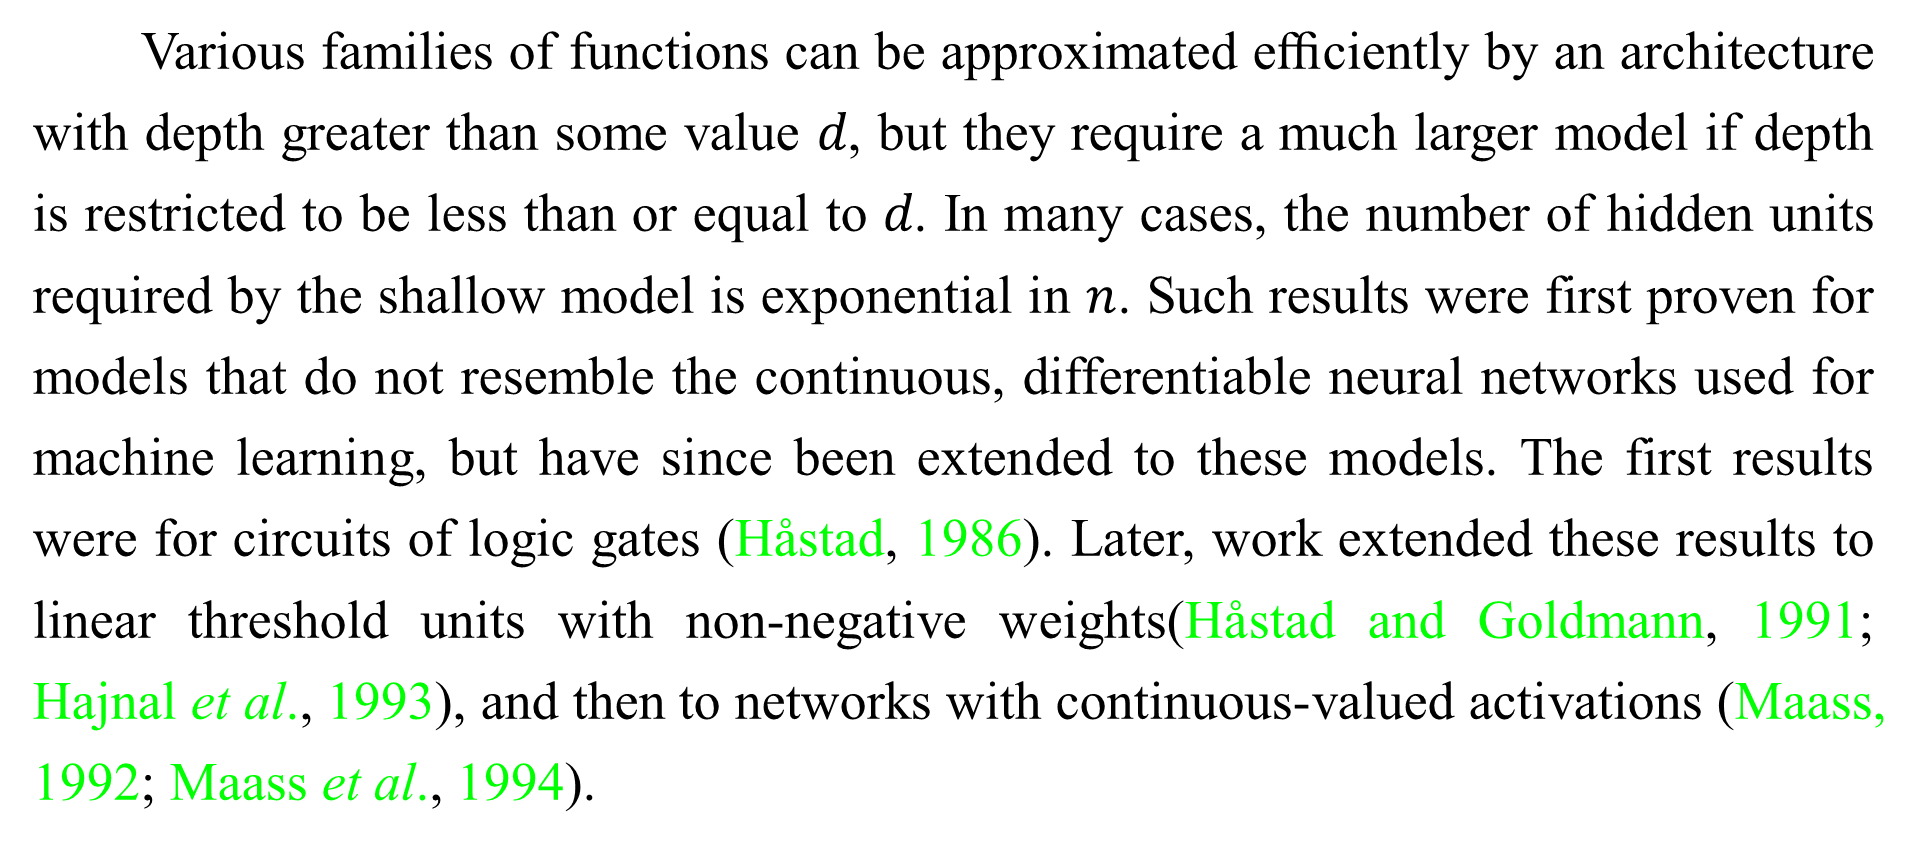 Various families of functions can be approximated efficiently by an architecture
with depth greater than some value d, but they require a much larger model if depth
is restricted to be less than or equal to d. In many cases, the number of hidden units
required by the shallow model is exponential in n. Such results were first proven for
models that do not resemble the continuous, differentiable neural networks used for
machine learning, but have since been extended to these models. The first results
were for circuits of logic gates (Håstad, 1986). Later, work extended these results to
linear threshold units with non-negative weights(Håstad and Goldmann, 1991;
Hajnal et al., 1993), and then to networks with continuous-valued activations (Maass,
1992; Maass et al., 1994).